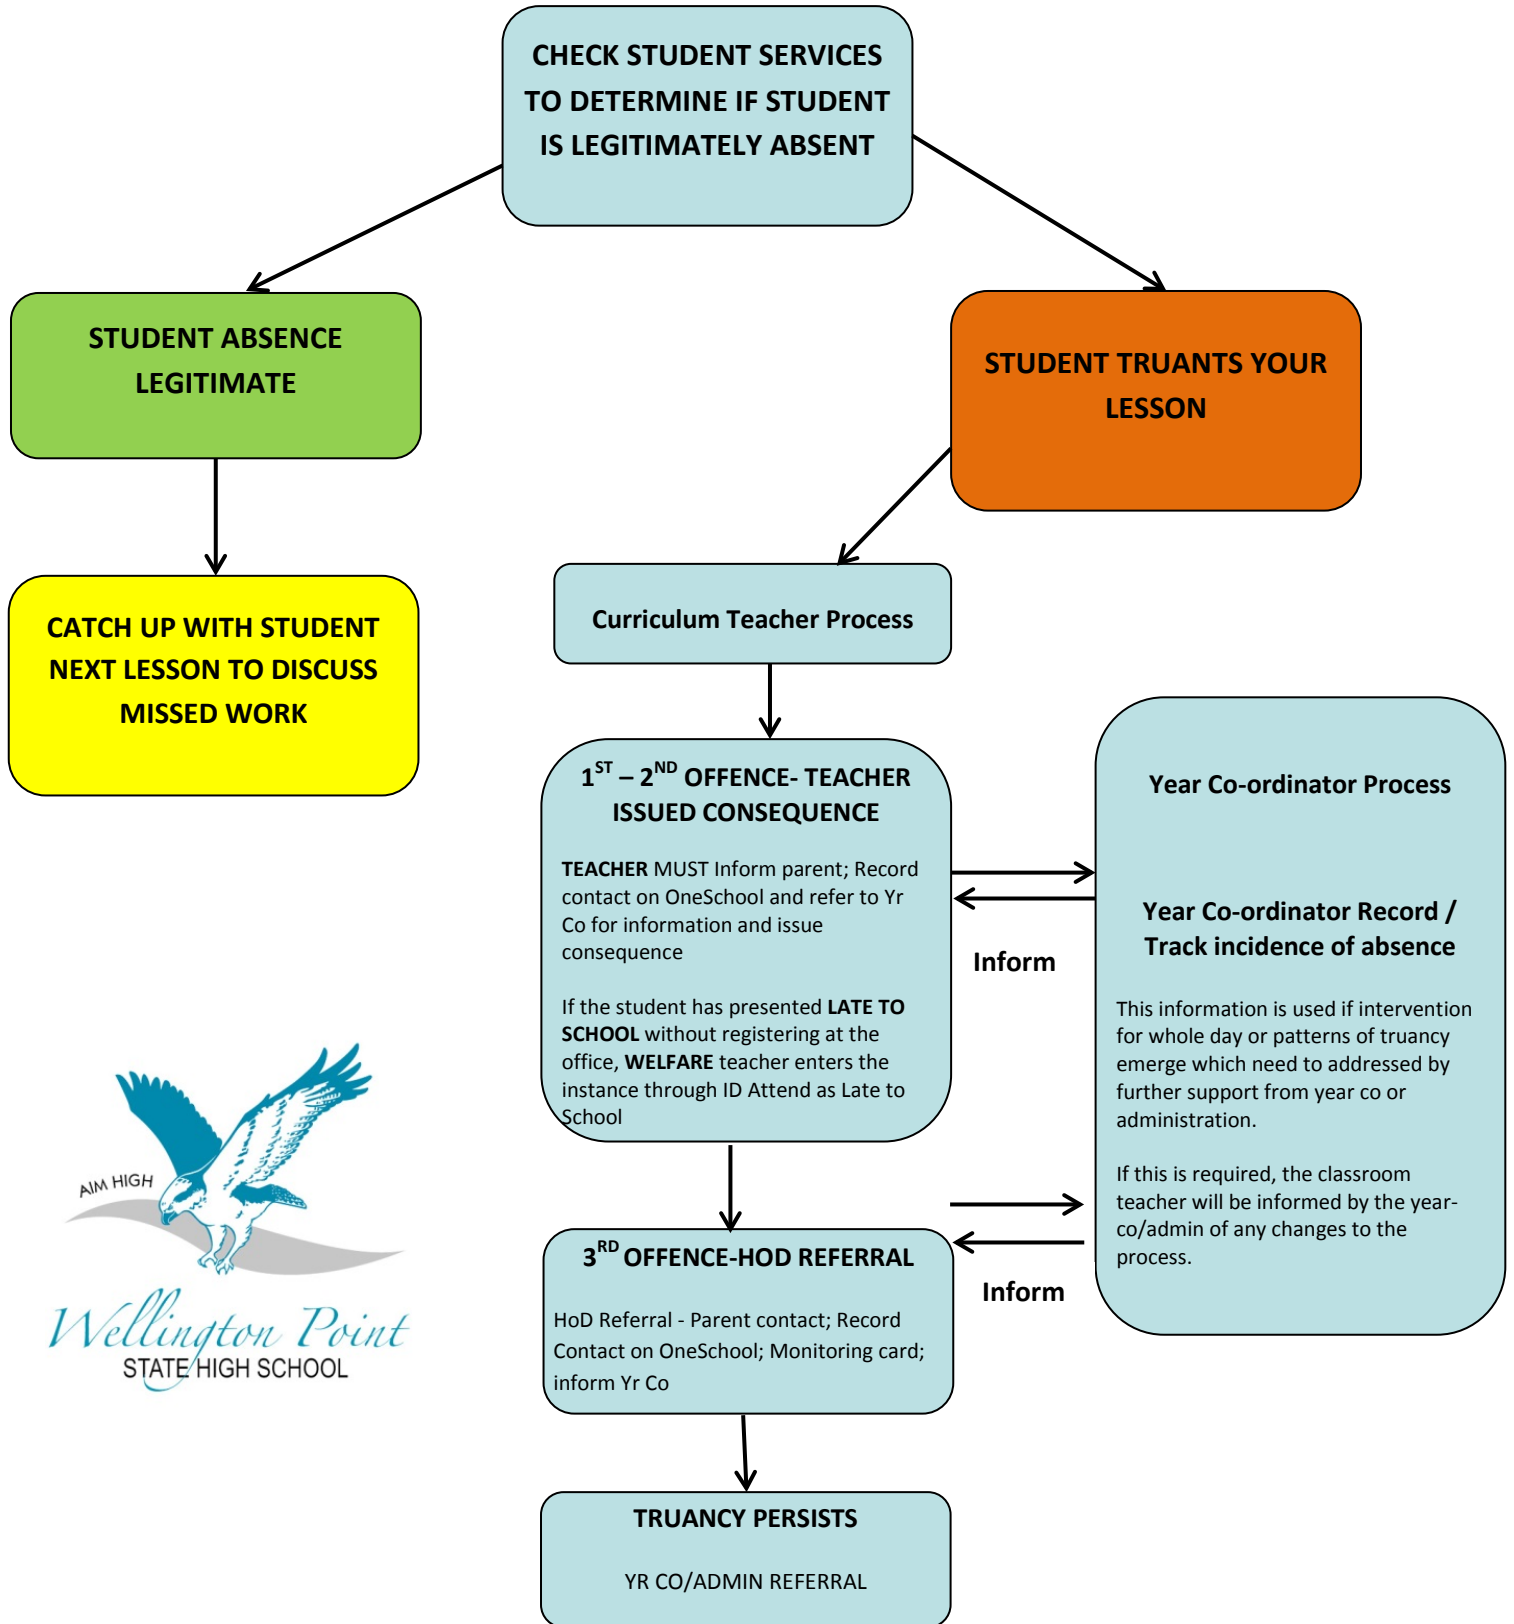 CHECK STUDENT SERVICES
TO DETERMINE IF STUDENT
IS LEGITIMATELY ABSENT
STUDENT ABSENCE
LEGITIMATE
STUDENT TRUANTS YOUR
LESSON
CATCH UP WITH STUDENT
NEXT LESSON TO DISCUSS
MISSED WORK
Curriculum Teacher Process
1ST – 2ND OFFENCE- TEACHER
ISSUED CONSEQUENCE
TEACHER MUST Inform parent; Record
contact on OneSchool and refer to Yr
Co for information and issue
consequence
If the student has presented LATE TO
SCHOOL without registering at the
office, WELFARE teacher enters the
instance through ID Attend as Late to
School
Inform
Year Co-ordinator Process
Year Co-ordinator Record /
Track incidence of absence
This information is used if intervention
for whole day or patterns of truancy
emerge which need to addressed by
further support from year co or
administration.
If this is required, the classroom
teacher will be informed by the year-
co/admin of any changes to the
process.
Inform
3RD OFFENCE-HOD REFERRAL
HoD Referral - Parent contact; Record
Contact on OneSchool; Monitoring card;
inform Yr Co
TRUANCY PERSISTS
YR CO/ADMIN REFERRAL
AIM HIGH
Wellington Point
STATE HIGH SCHOOL